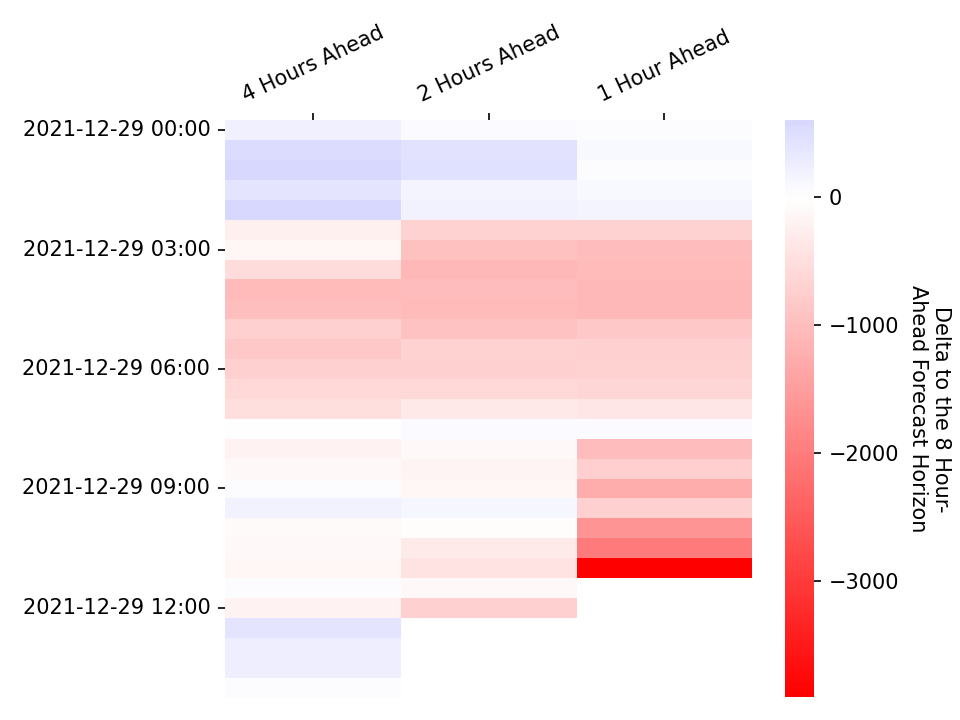 4 Hours Ahead
2 Hours Ahead
1 Hour Ahead
2021-12-29 00:00
2021-12-29 03:00
2021-12-29 06:00
2021-12-29 09:00
2021-12-29 12:00
0
−1000
−2000
−3000
Delta to the 8 Hour-
Ahead Forecast Horizon